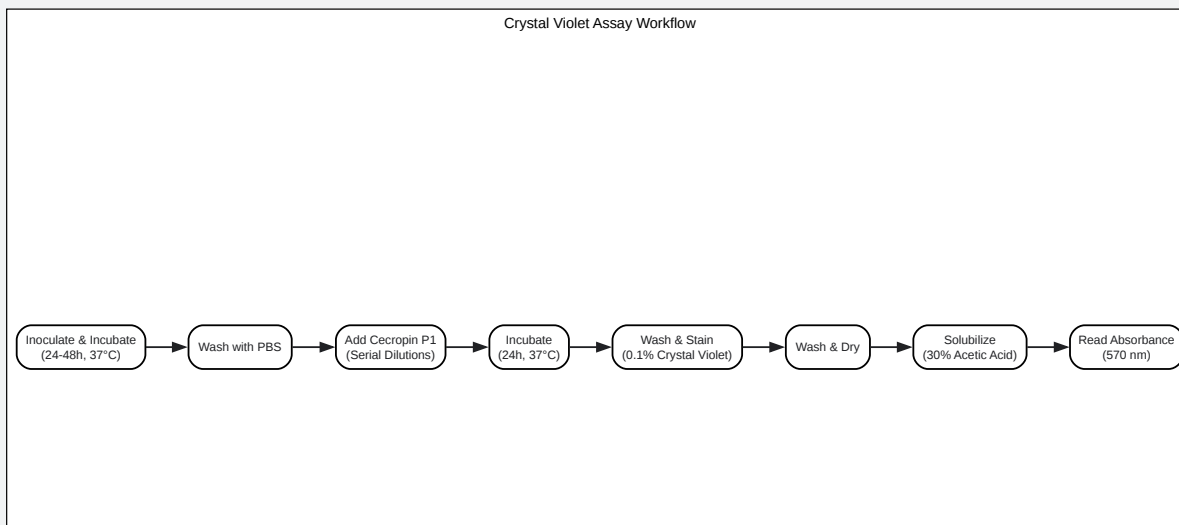 Crystal Violet Assay Workflow
Inoculate & Incubate
(24-48h, 37°C)
Wash with PBS
Add Cecropin P1
(Serial Dilutions)
Incubate
(24h, 37°C)
Wash & Stain
(0.1% Crystal Violet)
Wash & Dry
Solubilize
(30% Acetic Acid)
Read Absorbance
(570 nm)